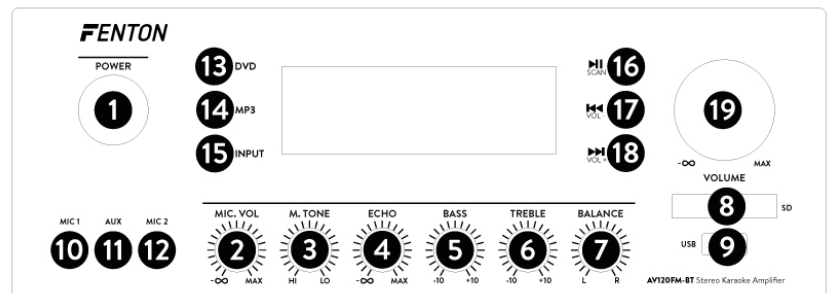 FENTON
POWER
1
13 DVD
14 MP3
15 INPUT
SCAN 16
VOL - 17
VOL + 18
19
-∞ MAX
VOLUME
8 SD
USB 9
MIC 1 AUX MIC 2
10 11 12
MIC. VOL M. TONE ECHO BASS TREBLE BALANCE
2 3 4 5 6 7
-∞ MAX HI LO -∞ MAX -10 +10 -10 +10 L R
AV120FM-BT Stereo Karaoke Amplifier